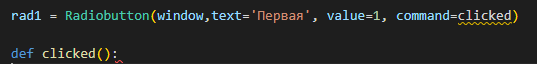 rad1 = Radiobutton(window,text='Первая', value=1, command=clicked)
def clicked():